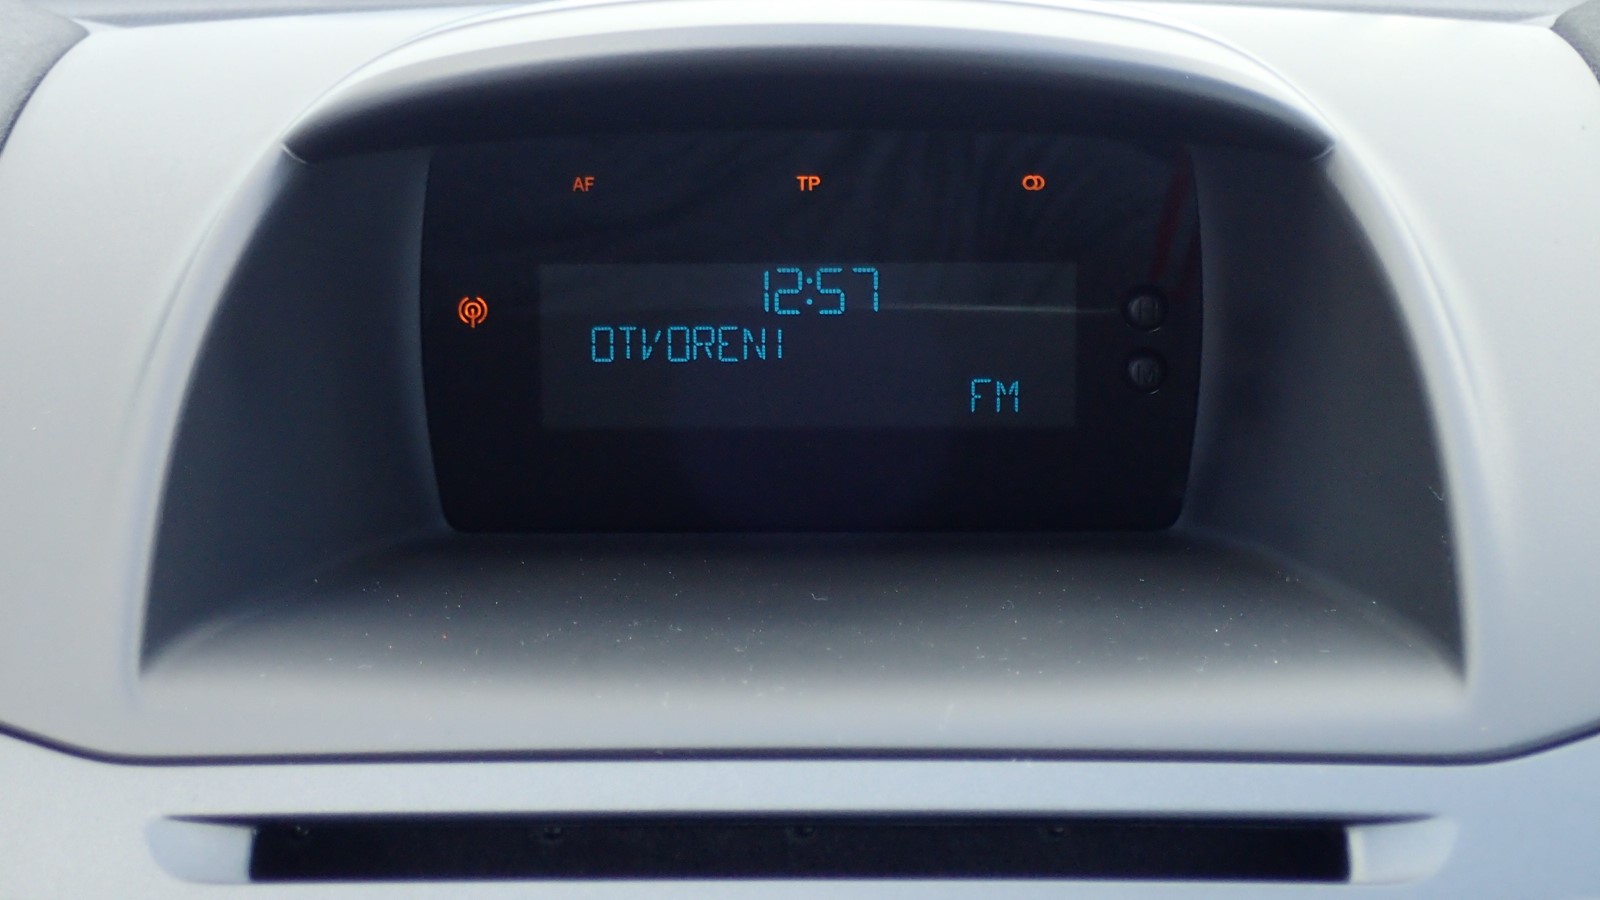 AF TP
12:57
OTVORENI
FM
H
M